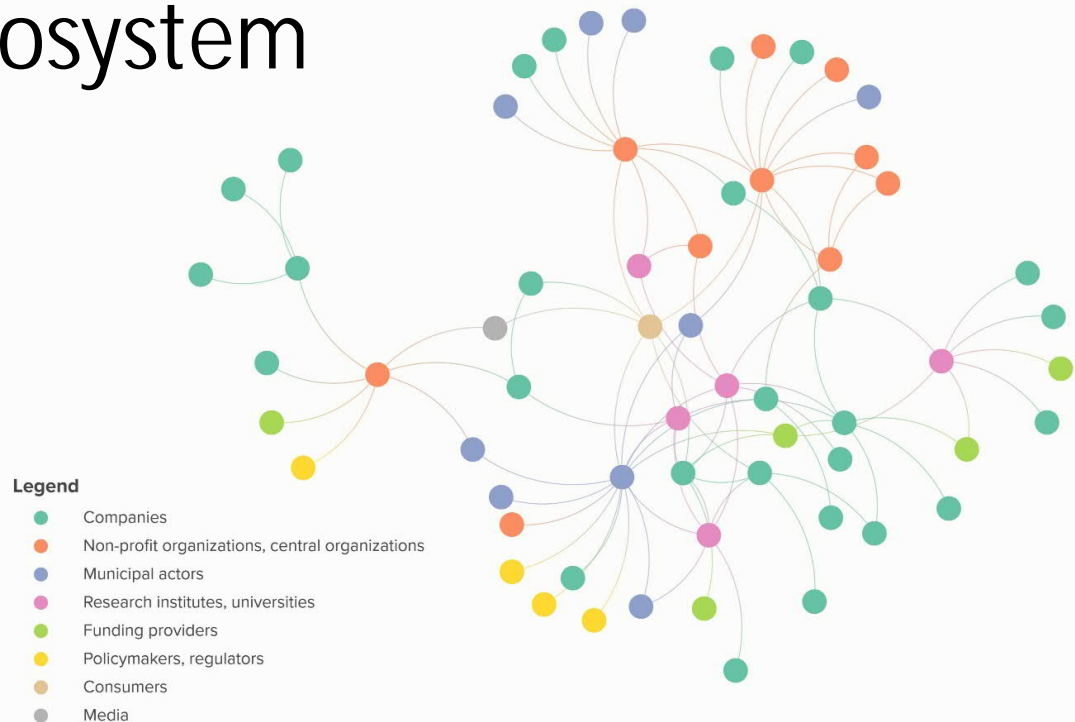 osystem
Legend
Companies
Non-profit organizations, central organizations
Municipal actors
Research institutes, universities
Funding providers
Policymakers, regulators
Consumers
Media